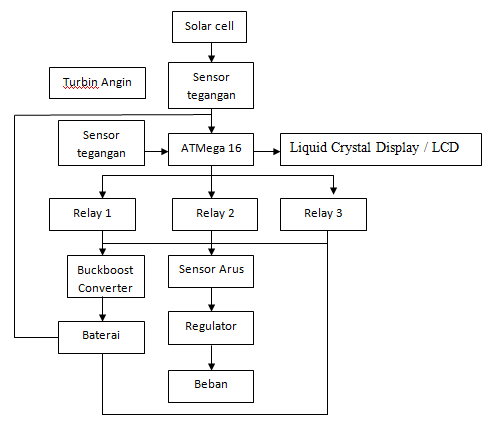 Solar cell
Turbin Angin
Sensor
tegangan
Sensor
tegangan
ATMega 16
Liquid Crystal Display / LCD
Relay 1
Relay 2
Relay 3
Buckboost
Converter
Sensor Arus
Baterai
Regulator
Beban